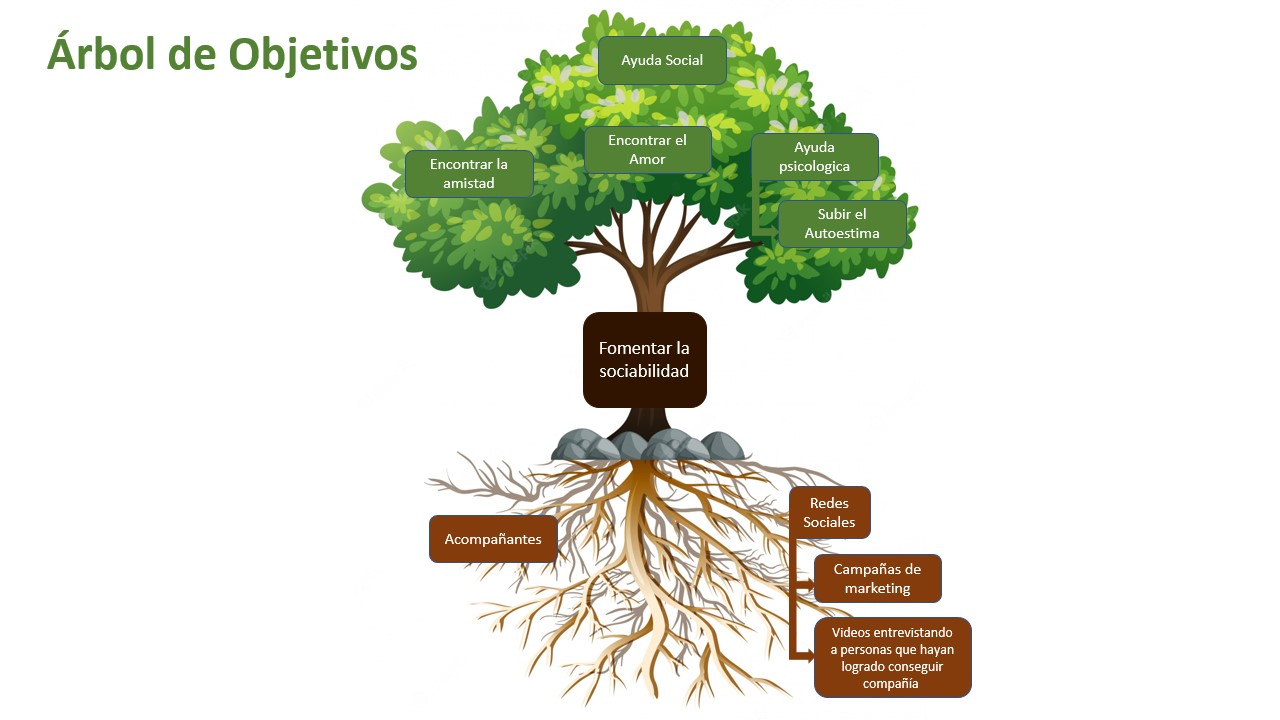 Árbol de Objetivos
Ayuda Social
Encontrar el
Amor
Encontrar la
amistad
Ayuda
psicologica
Subir el
Autoestima
Fomentar la
sociabilidad
Acompañantes
Redes
Sociales
Campañas de
marketing
Videos entrevistando
a personas que hayan
logrado conseguir
compañía